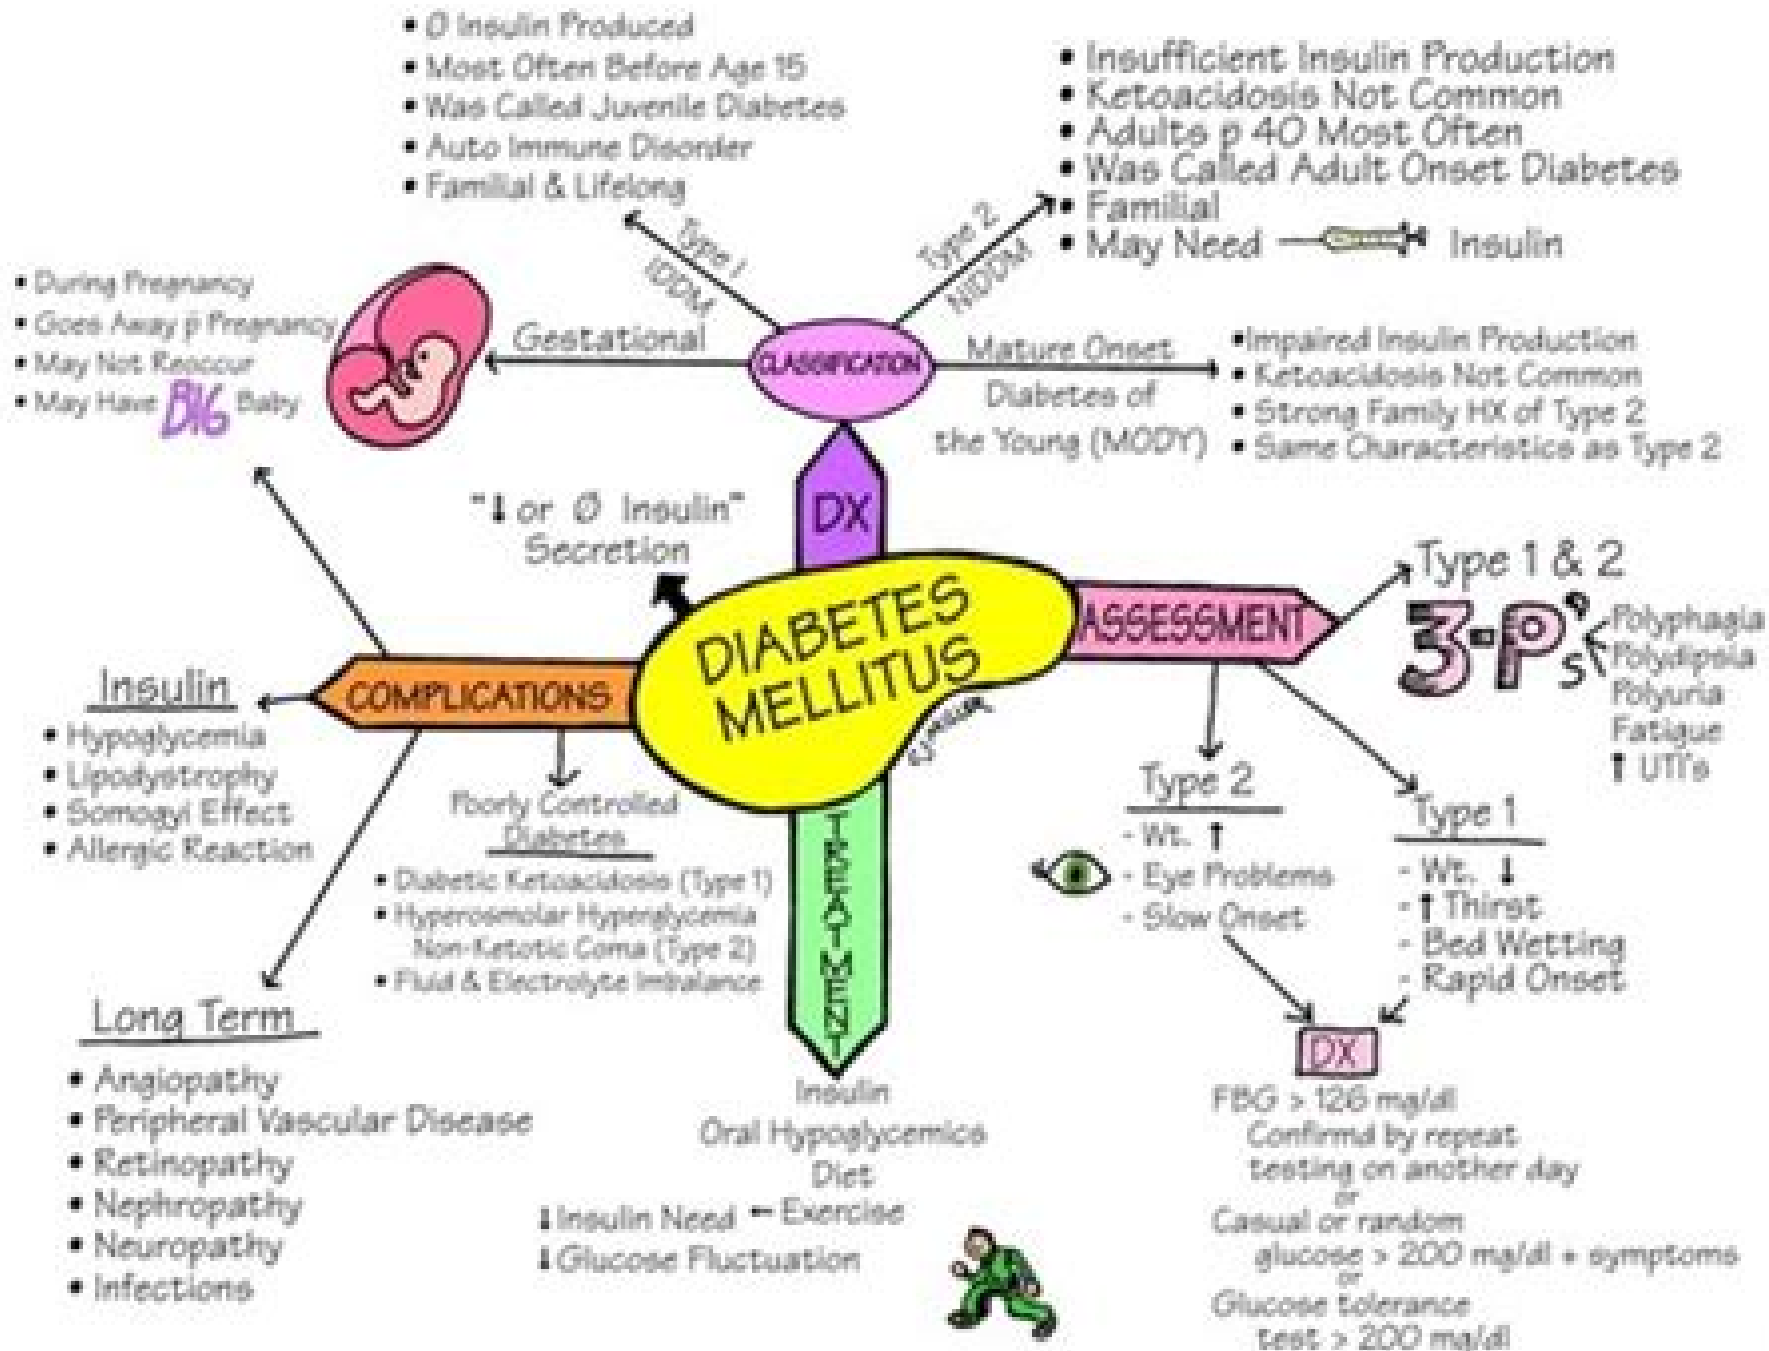 • Ø Insulin Produced
• Most Often Before Age 15
• Was Called Juvenile Diabetes
• Auto Immune Disorder
• Familial & Lifelong
Type 1
IDDM
• Insufficient Insulin Production
• Ketoacidosis Not Common
• Adults p 40 Most Often
• Was Called Adult Onset Diabetes
• Familial
• May Need Insulin
Type 2
NIDDM
• During Pregnancy
• Goes Away p̄ Pregnancy
• May Not Reoccur
• May Have BIG Baby
Gestational
CLASSIFICATION
Mature Onset
Diabetes of
the Young (MODY)
• Impaired Insulin Production
• Ketoacidosis Not Common
• Strong Family HX of Type 2
• Same Characteristics as Type 2
DX
"↓ or Ø Insulin"
Secretion
DIABETES
MELLITUS
ASSESSMENT
Type 1 & 2
3-P's
Polyphagia
Polydipsia
Polyuria
Fatigue
↑ UTI's
COMPLICATIONS
Insulin
• Hypoglycemia
• Lipodystrophy
• Somogyi Effect
• Allergic Reaction
Poorly Controlled
Diabetes
• Diabetic Ketoacidosis (Type 1)
• Hyperosmolar Hyperglycemia
Non-Ketotic Coma (Type 2)
• Fluid & Electrolyte Imbalance
Long Term
• Angiopathy
• Peripheral Vascular Disease
• Retinopathy
• Nephropathy
• Neuropathy
• Infections
TREATMENT
Insulin
Oral Hypoglycemics
Diet
↓ Insulin Need ← Exercise
↓ Glucose Fluctuation
Type 2
- Wt. ↑
- Eye Problems
- Slow Onset
Type 1
- Wt. ↓
- ↑ Thirst
- Bed Wetting
- Rapid Onset
DX
FBG > 126 mg/dl
Confirmd by repeat
testing on another day
or
Casual or random
glucose > 200 mg/dl + symptoms
or
Glucose tolerance
test > 200 mg/dl